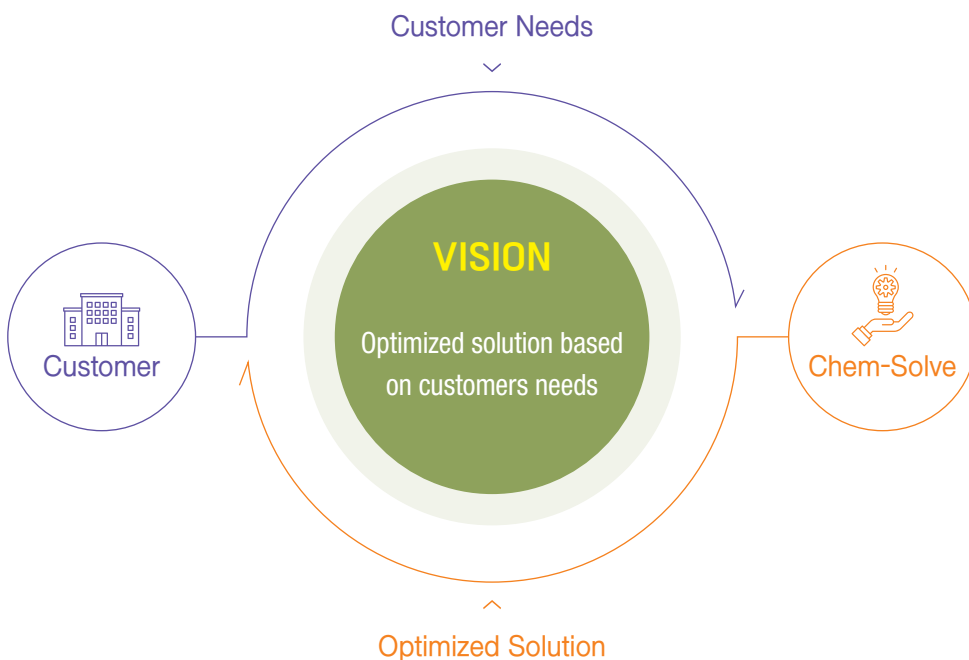 Customer Needs
VISION
Optimized solution based
on customers needs
Customer
Chem-Solve
Optimized Solution